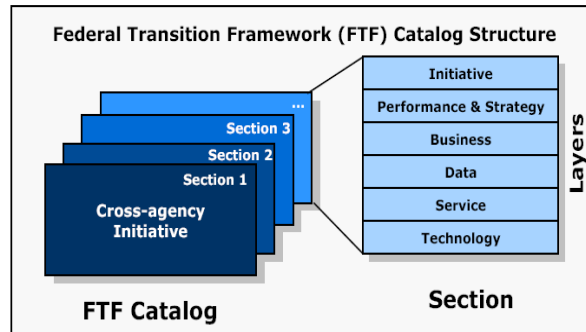 Federal Transition Framework (FTF) Catalog Structure
...
Section 3
Section 2
Section 1
Cross-agency
Initiative
FTF Catalog
Initiative
Performance & Strategy
Business
Data
Service
Technology
Layers
Section